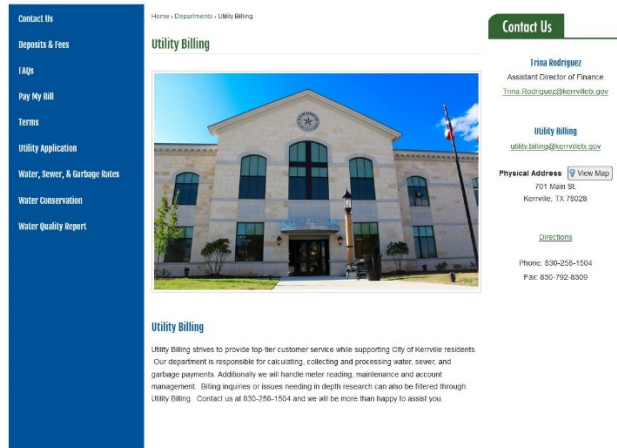 Contact Us
Deposits & Fees
FAQs
Pay My Bill
Terms
Utility Application
Water, Sewer, & Garbage Rates
Water Conservation
Water Quality Report
Home › Departments › Utility Billing
Utility Billing
Utility Billing
Utility Billing strives to provide top-tier customer service while supporting City of Kerrville residents.
Our department is responsible for calculating, collecting and processing water, sewer, and
garbage payments. Additionally we will handle meter reading, maintenance and account
management. Billing inquiries or issues needing in depth research can also be filtered through
Utility Billing. Contact us at 830-258-1504 and we will be more than happy to assist you.
Contact Us
Trina Rodriguez
Assistant Director of Finance
Trina.Rodriguez@kerrvilletx.gov
Utility Billing
utility.billing@kerrvilletx.gov
Physical Address View Map
701 Main St.
Kerrville, TX 78028
Directions
Phone: 830-258-1504
Fax: 830-792-8309